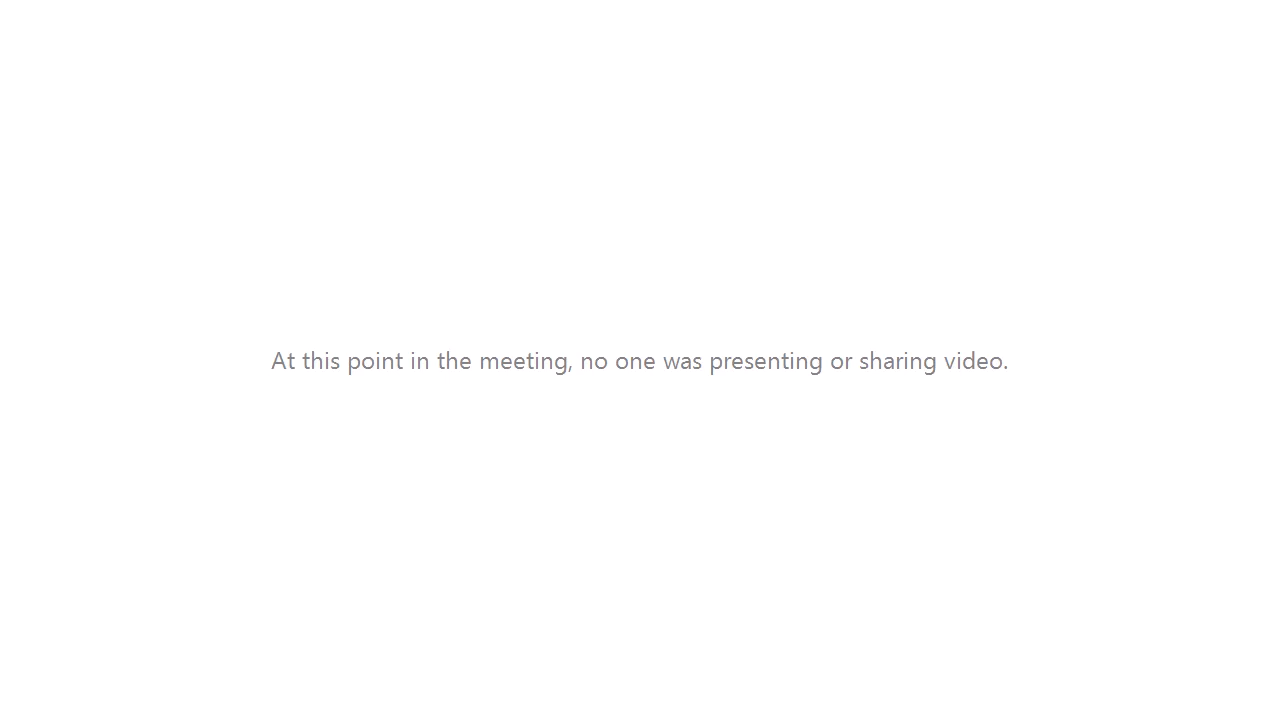 At this point in the meeting, no one was presenting or sharing video.